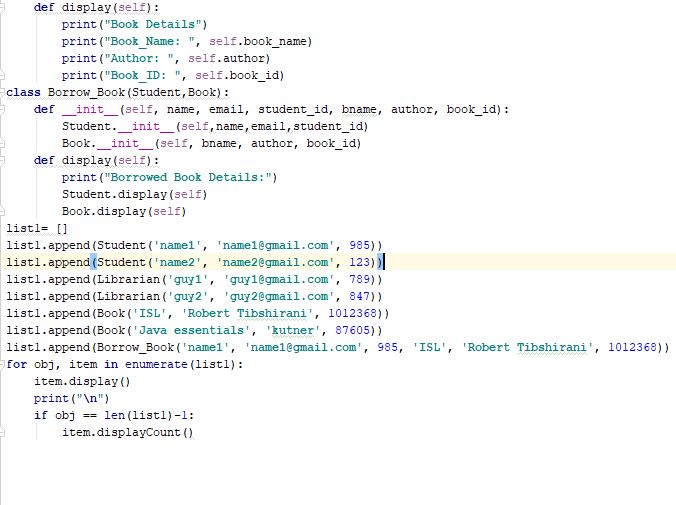 def display(self):
        print("Book Details")
        print("Book_Name: ", self.book_name)
        print("Author: ", self.author)
        print("Book_ID: ", self.book_id)
class Borrow_Book(Student,Book):
    def __init__(self, name, email, student_id, bname, author, book_id):
        Student.__init__(self,name,email,student_id)
        Book.__init__(self, bname, author, book_id)
    def display(self):
        print("Borrowed Book Details:")
        Student.display(self)
        Book.display(self)
list1= []
list1.append(Student('name1', 'name1@gmail.com', 985))
list1.append(Student('name2', 'name2@gmail.com', 123))
list1.append(Librarian('guy1', 'guy1@gmail.com', 789))
list1.append(Librarian('guy2', 'guy2@gmail.com', 847))
list1.append(Book('ISL', 'Robert Tibshirani', 1012368))
list1.append(Book('Java essentials', 'kutner', 87605))
list1.append(Borrow_Book('name1', 'name1@gmail.com', 985, 'ISL', 'Robert Tibshirani', 1012368))
for obj, item in enumerate(list1):
    item.display()
    print("\n")
    if obj == len(list1)-1:
        item.displayCount()